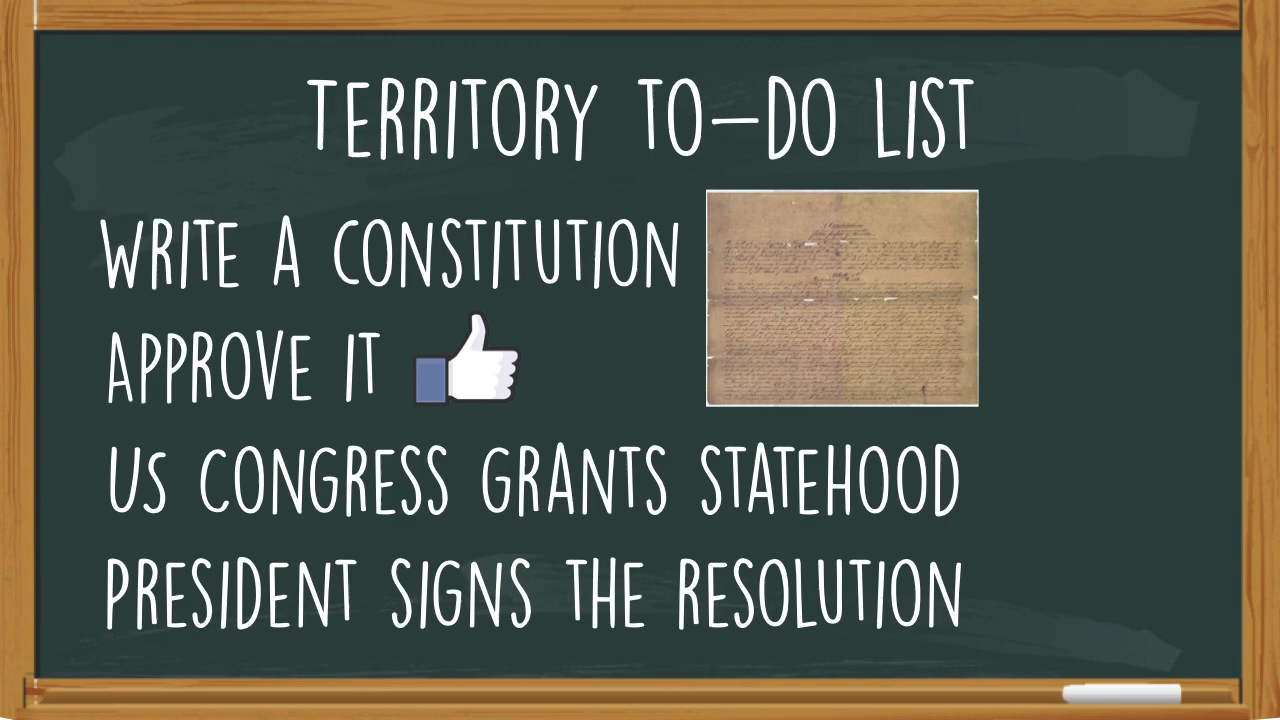 TERRITORY TO-DO LIST
WRITE A CONSTITUTION
APPROVE IT
US CONGRESS GRANTS STATEHOOD
PRESIDENT SIGNS THE RESOLUTION